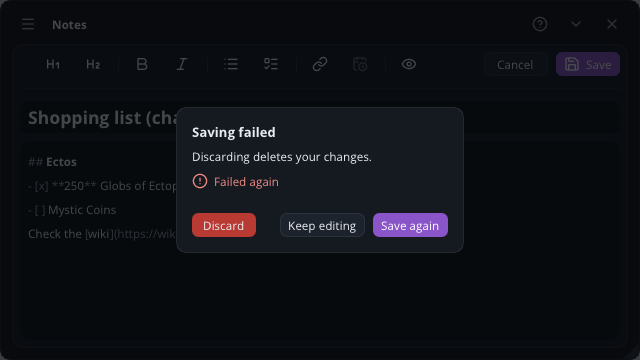 Notes
H1 H2 B I Cancel Save
Shopping list (cha
## Ectos
- [x] **250** Globs of Ectop
- [ ] Mystic Coins
Check the [wiki](https://wik
Saving failed
Discarding deletes your changes.
Failed again
Discard Keep editing Save again